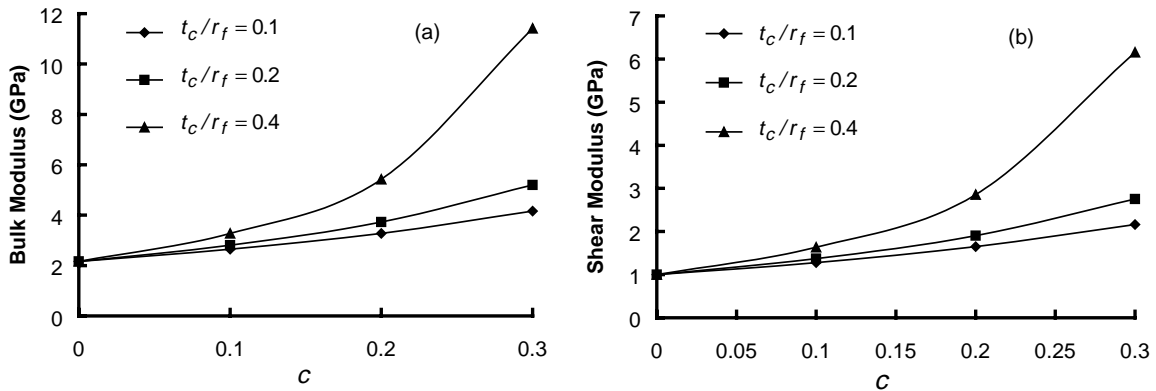 (a)
t_c/r_f = 0.1
t_c/r_f = 0.2
t_c/r_f = 0.4
Bulk Modulus (GPa)
12
10
8
6
4
2
0
0 0.1 0.2 0.3
c
(b)
t_c/r_f = 0.1
t_c/r_f = 0.2
t_c/r_f = 0.4
Shear Modulus (GPa)
7
6
5
4
3
2
1
0
0 0.05 0.1 0.15 0.2 0.25 0.3
c